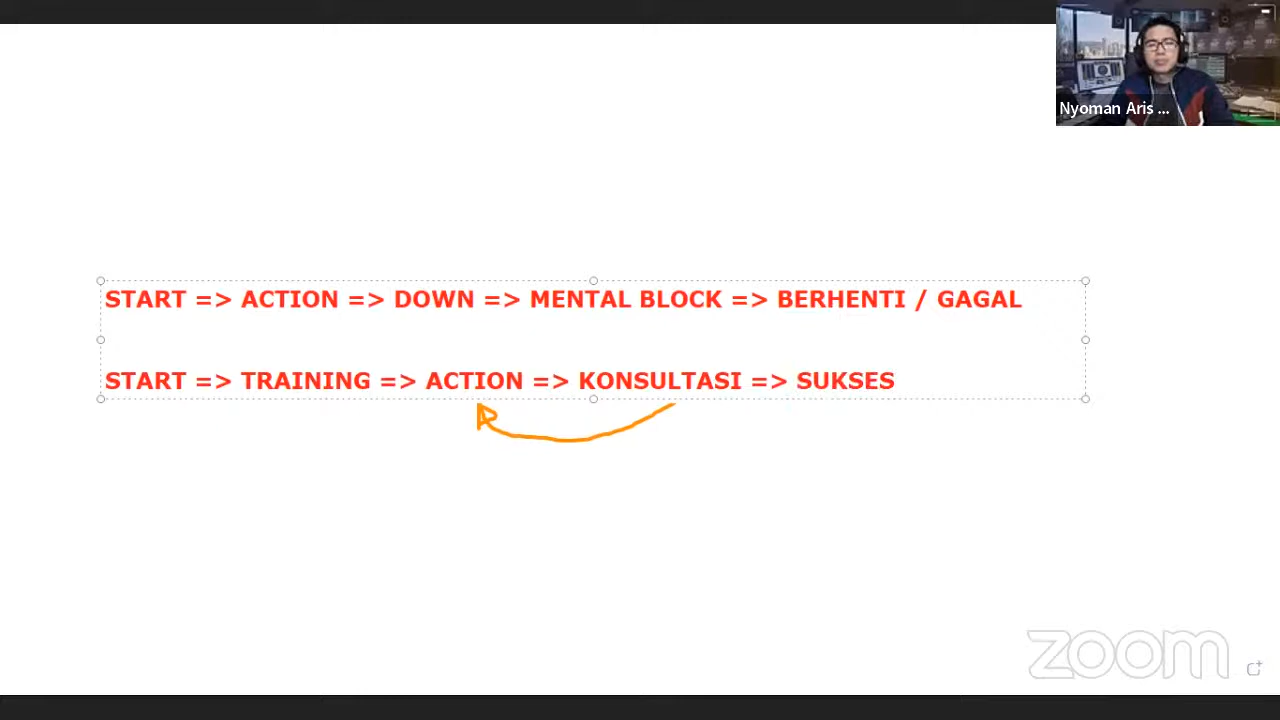 Nyoman Aris ...
START => ACTION => DOWN => MENTAL BLOCK => BERHENTI / GAGAL
START => TRAINING => ACTION => KONSULTASI => SUKSES
zoom